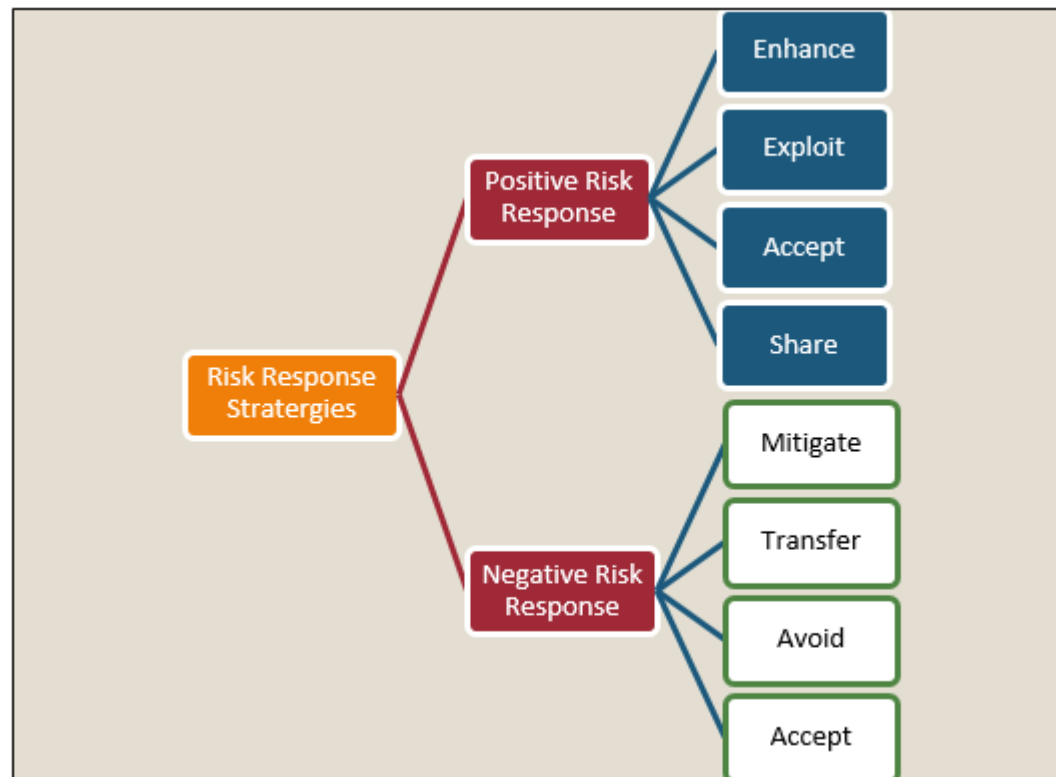 Enhance
Exploit
Positive Risk
Response
Accept
Share
Risk Response
Stratergies
Mitigate
Transfer
Negative Risk
Response
Avoid
Accept